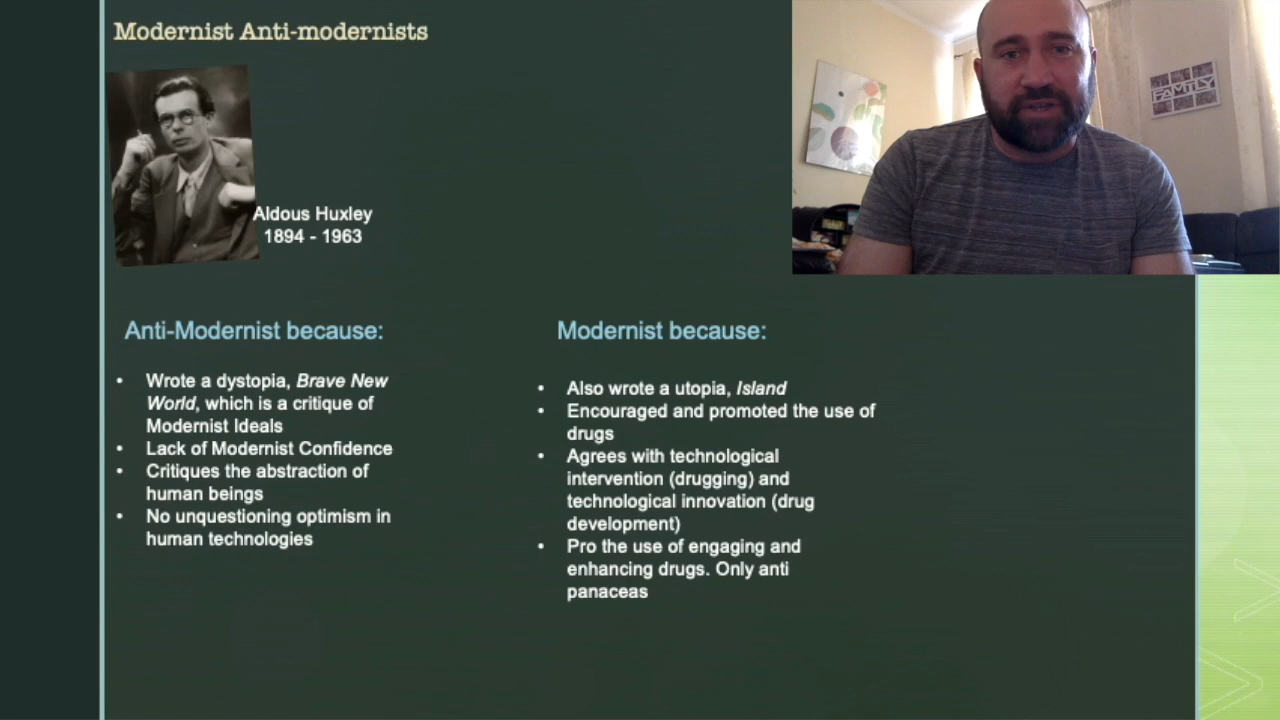 Modernist Anti-modernists
FAMILY
Aldous Huxley
1894 - 1963
Anti-Modernist because:
• Wrote a dystopia, Brave New
World, which is a critique of
Modernist Ideals
• Lack of Modernist Confidence
• Critiques the abstraction of
human beings
• No unquestioning optimism in
human technologies
Modernist because:
• Also wrote a utopia, Island
• Encouraged and promoted the use of
drugs
• Agrees with technological
intervention (drugging) and
technological innovation (drug
development)
• Pro the use of engaging and
enhancing drugs. Only anti
panaceas